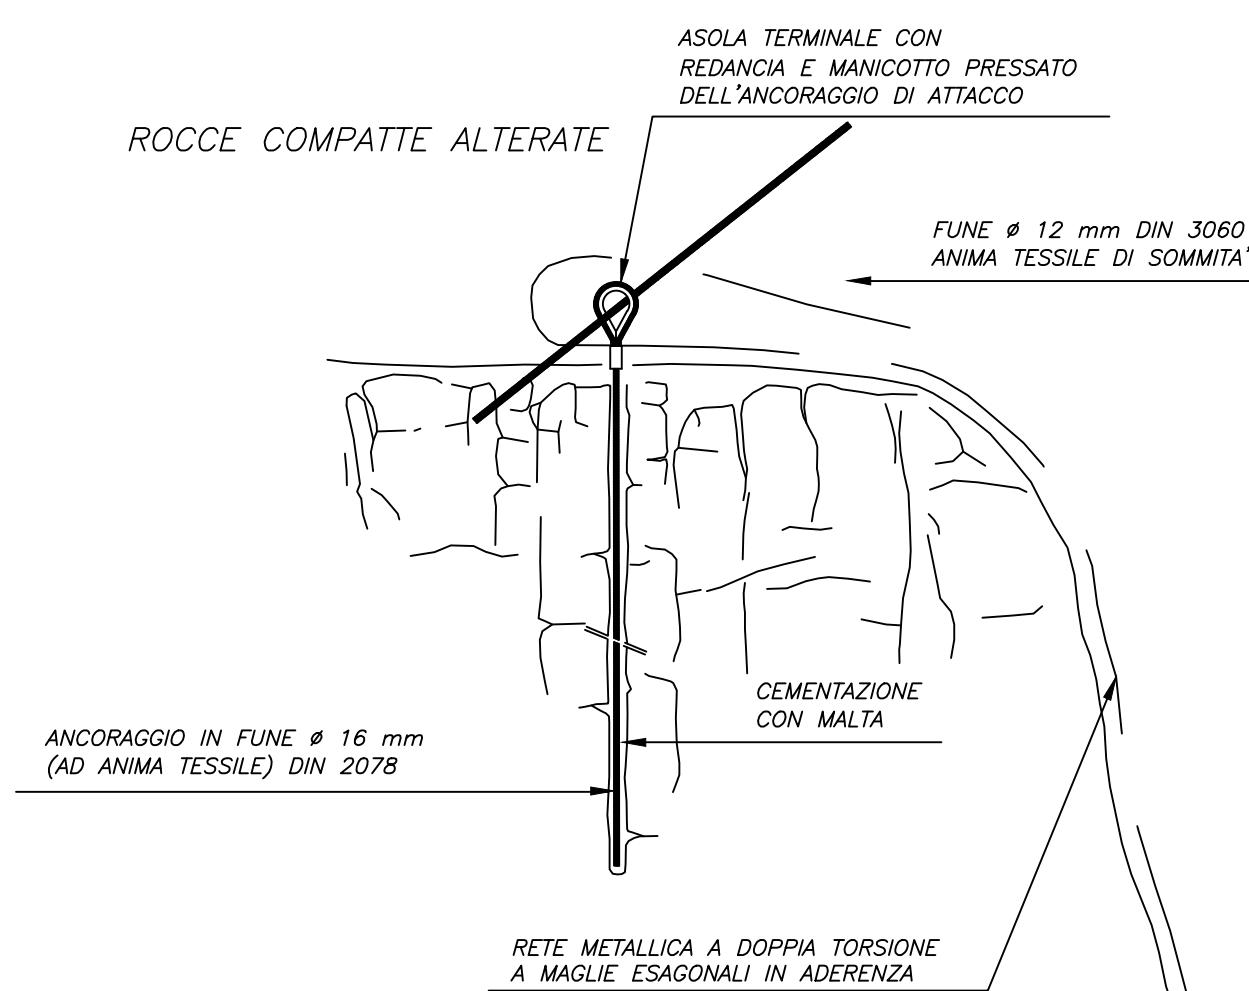 ASOLA TERMINALE CON
REDANCIA E MANICOTTO PRESSATO
DELL'ANCORAGGIO DI ATTACCO
ROCCE COMPATTE ALTERATE
FUNE ø 12 mm DIN 3060
ANIMA TESSILE DI SOMMITA'
CEMENTAZIONE
CON MALTA
ANCORAGGIO IN FUNE ø 16 mm
(AD ANIMA TESSILE) DIN 2078
RETE METALLICA A DOPPIA TORSIONE
A MAGLIE ESAGONALI IN ADERENZA